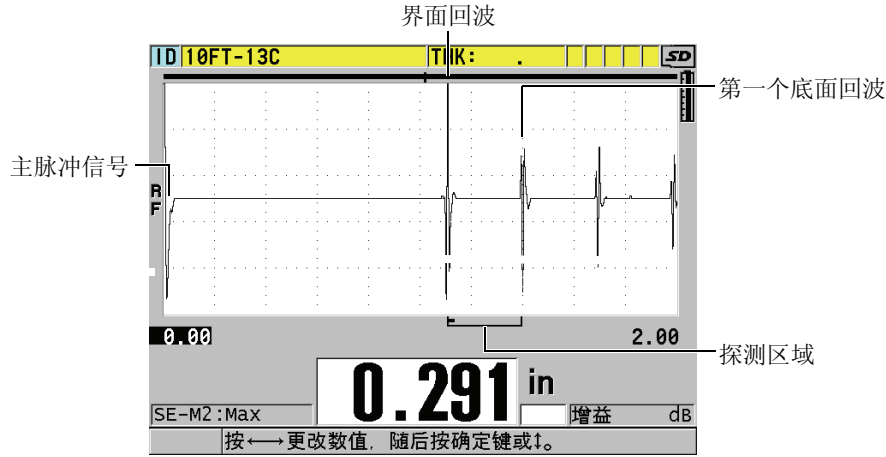 界面回波
ID 10FT-13C THK: . SD
第一个底面回波
主脉冲信号
RF
0.00 2.00
探测区域
0.291 in
SE-M2:Max 增益 dB
按←→更改数值, 随后按确定键或↕。